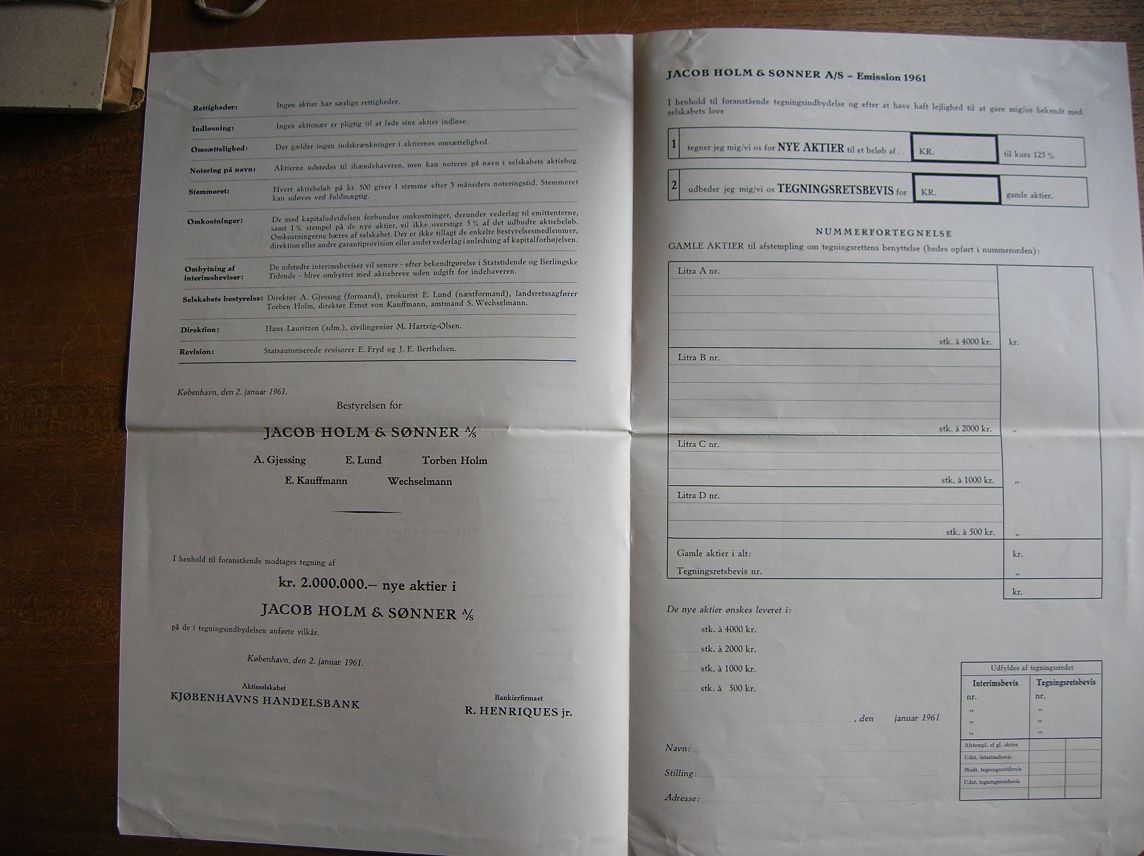 Rettigheder: Ingen aktier har særlige rettigheder.
Indløsning: Ingen aktionær er pligtig til at lade sine aktier indløse.
Omsættelighed: Der gælder ingen indskrænkninger i aktiernes omsættelighed.
Notering på navn: Aktierne udstedes til ihændehaveren, men kan noteres på navn i selskabets aktiebog.
Stemmeret: Hvert aktiebeløb på kr. 500 giver 1 stemme efter 3 måneders noteringstid. Stemmeret
kan udøves ved fuldmægtig.
Omkostninger: De med kapitaludvidelsen forbundne omkostninger, derunder vederlag til emittenterne,
samt 1% stempel på de nye aktier, vil ikke overstige 5% af det udbudte aktiebeløb.
Omkostningerne bæres af selskabet. Der er ikke tillagt de enkelte bestyrelsesmedlemmer,
direktion eller andre garantiprovision eller andet vederlag i anledning af kapitalforhøjelsen.
Ombytning af
interimsbeviser: De udstedte interimsbeviser vil senere – efter bekendtgørelse i Statstidende og Berlingske
Tidende – blive ombyttet med aktiebreve uden udgift for indehaveren.
Selskabets bestyrelse: Direktør A. Gjessing (formand), prokurist E. Lund (næstformand), landsretssagfører
Torben Holm, direktør Ernst von Kauffmann, amtmand S. Wechselmann.
Direktion: Hans Lauritzen (adm.), civilingeniør M. Hartvig-Olsen.
Revision: Statsautoriserede revisorer E. Fryd og J. E. Berthelsen.
København, den 2. januar 1961.
Bestyrelsen for
JACOB HOLM & SØNNER A/S
A. Gjessing E. Lund Torben Holm
E. Kauffmann Wechselmann
I henhold til foranstående modtages tegning af
kr. 2.000.000.— nye aktier i
JACOB HOLM & SØNNER A/S
på de i tegningsindbydelsen anførte vilkår.
København, den 2. januar 1961.
Aktieselskabet
KJØBENHAVNS HANDELSBANK
Bankierfirmaet
R. HENRIQUES jr.
JACOB HOLM & SØNNER A/S – Emission 1961
I henhold til foranstående tegningsindbydelse og efter at have haft lejlighed til at gøre mig/os bekendt med
selskabets love
1 tegner jeg mig/vi os for NYE AKTIER til et beløb af . . KR. til kurs 125 %
2 udbeder jeg mig/vi os TEGNINGSRETSBEVIS for KR. gamle aktier.
NUMMERFORTEGNELSE
GAMLE AKTIER til afstempling om tegningsrettens benyttelse (bedes opført i nummerorden):
Litra A nr.
stk. à 4000 kr. kr.
Litra B nr.
stk. à 2000 kr. „
Litra C nr.
stk. à 1000 kr. „
Litra D nr.
stk. à 500 kr. „
Gamle aktier i alt: kr.
Tegningsretsbevis nr. „
kr.
De nye aktier ønskes leveret i:
stk. à 4000 kr.
stk. à 2000 kr.
stk. à 1000 kr.
stk. à 500 kr.
, den januar 1961
Navn:
Stilling:
Adresse:
Udfyldes af tegningsstedet
Interimsbevis Tegningsretsbevis
nr. nr.
„ „
„ „
„ „
Afstempl. af gl. aktier
Udst. interimsbevis
Modt. tegningsretsbevis
Udst. tegningsretsbevis